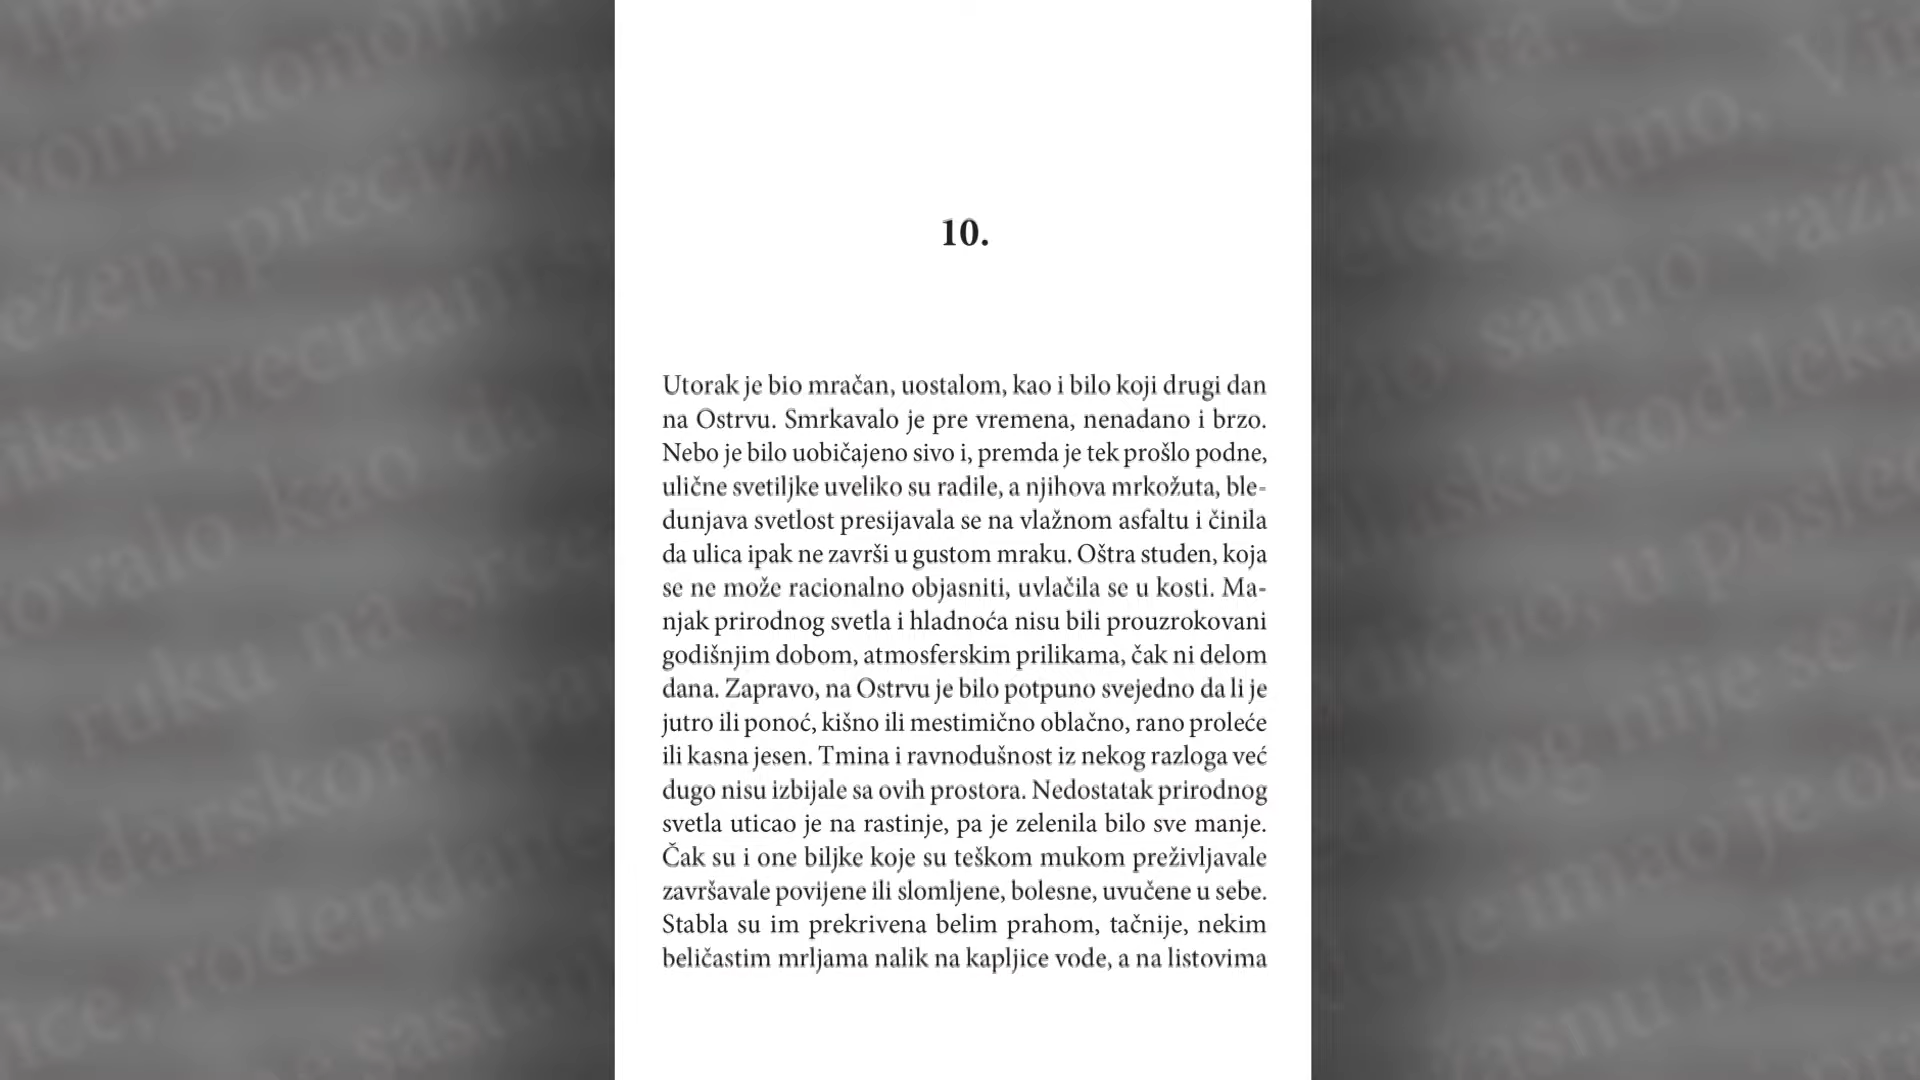 10.
Utorak je bio mračan, uostalom, kao i bilo koji drugi dan
na Ostrvu. Smrkavalo je pre vremena, nenadano i brzo.
Nebo je bilo uobičajeno sivo i, premda je tek prošlo podne,
ulične svetiljke uveliko su radile, a njihova mrkožuta, ble-
dunjava svetlost presijavala se na vlažnom asfaltu i činila
da ulica ipak ne završi u gustom mraku. Oštra studen, koja
se ne može racionalno objasniti, uvlačila se u kosti. Ma-
njak prirodnog svetla i hladnoća nisu bili prouzrokovani
godišnjim dobom, atmosferskim prilikama, čak ni delom
dana. Zapravo, na Ostrvu je bilo potpuno svejedno da li je
jutro ili ponoć, kišno ili mestimično oblačno, rano proleće
ili kasna jesen. Tmina i ravnodušnost iz nekog razloga već
dugo nisu izbijale sa ovih prostora. Nedostatak prirodnog
svetla uticao je na rastinje, pa je zelenila bilo sve manje.
Čak su i one biljke koje su teškom mukom preživljavale
završavale povijene ili slomljene, bolesne, uvučene u sebe.
Stabla su im prekrivena belim prahom, tačnije, nekim
beličastim mrljama nalik na kapljice vode, a na listovima